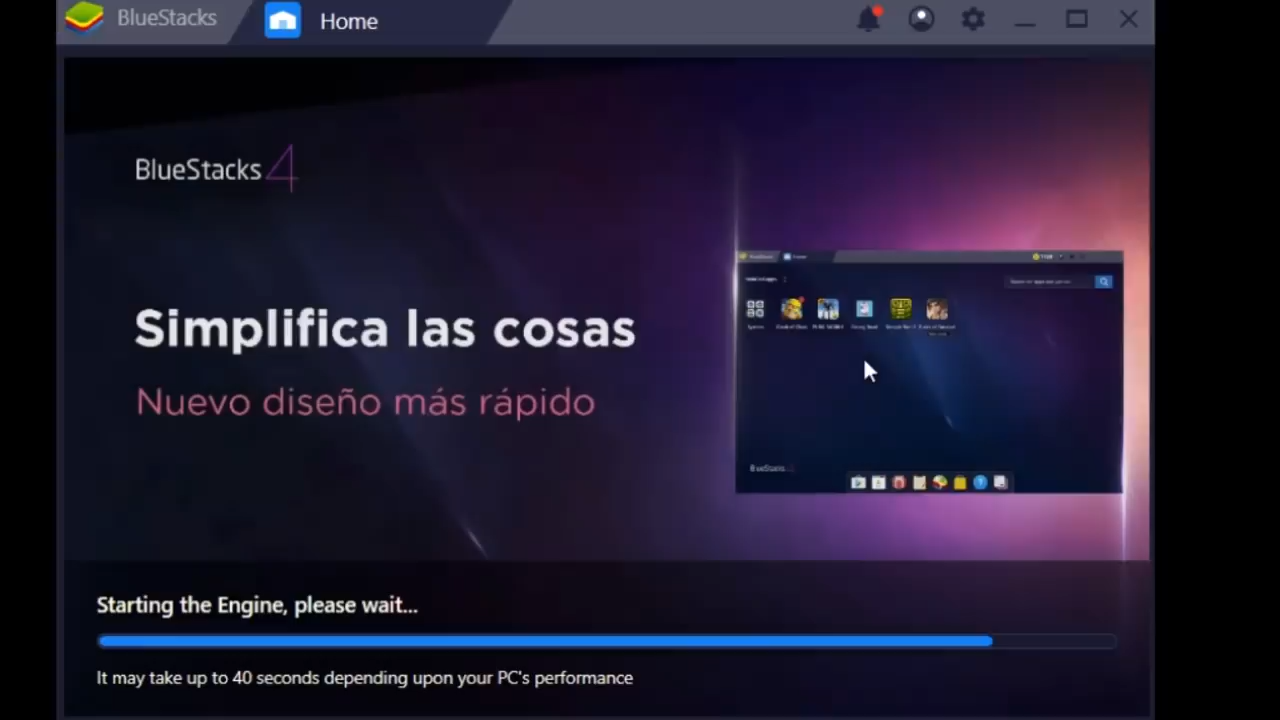 BlueStacks
Home
BlueStacks 4
Simplifica las cosas
Nuevo diseño más rápido
BlueStacks
Starting the Engine, please wait...
It may take up to 40 seconds depending upon your PC's performance